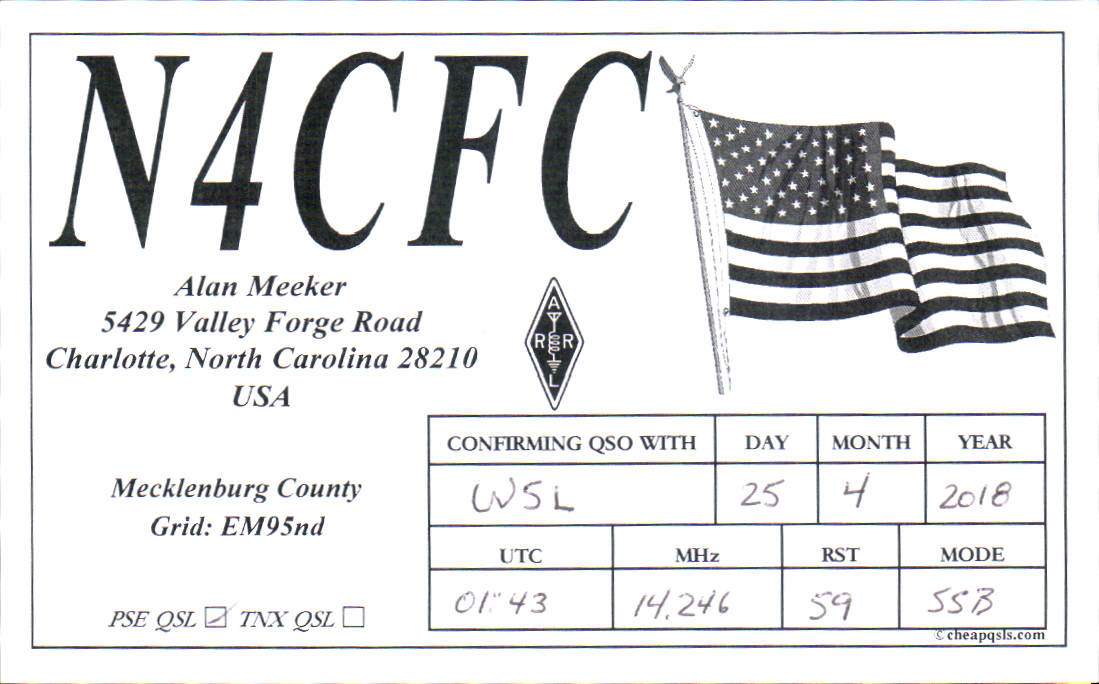 N4CFC
Alan Meeker
5429 Valley Forge Road
Charlotte, North Carolina 28210
USA
A
R R
L
Mecklenburg County
Grid: EM95nd
PSE QSL ☑ TNX QSL ☐
CONFIRMING QSO WITH DAY MONTH YEAR
W5L 25 4 2018
UTC MHz RST MODE
01:43 14.246 59 SSB
© cheapqsls.com